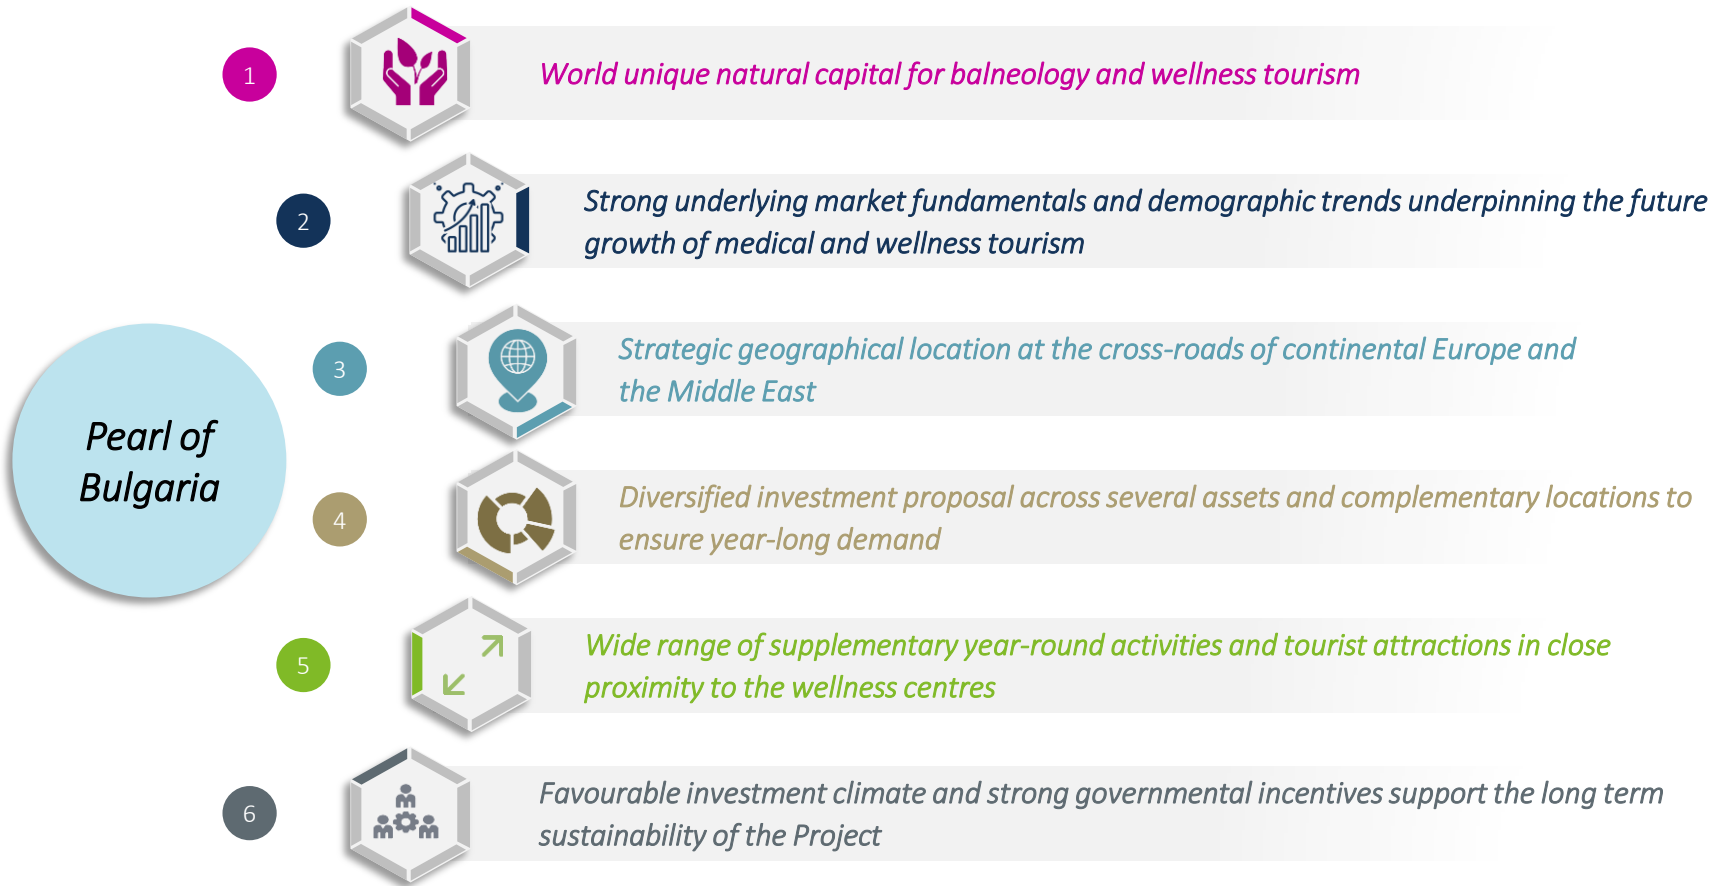 1
World unique natural capital for balneology and wellness tourism
2
Strong underlying market fundamentals and demographic trends underpinning the future
growth of medical and wellness tourism
3
Strategic geographical location at the cross-roads of continental Europe and
the Middle East
Pearl of
Bulgaria
4
Diversified investment proposal across several assets and complementary locations to
ensure year-long demand
5
Wide range of supplementary year-round activities and tourist attractions in close
proximity to the wellness centres
6
Favourable investment climate and strong governmental incentives support the long term
sustainability of the Project